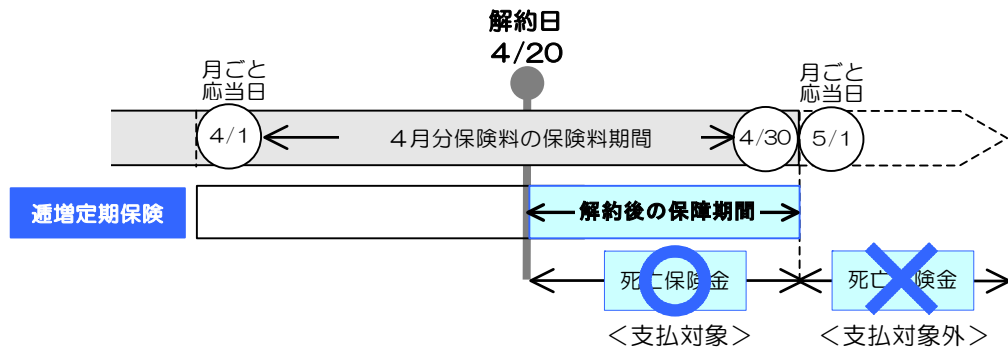 解約日
4/20
月ごと
応当日
月ごと
応当日
4/1
4月分保険料の保険料期間
4/30
5/1
逓増定期保険
解約後の保障期間
死亡保険金
死亡保険金
＜支払対象＞
＜支払対象外＞